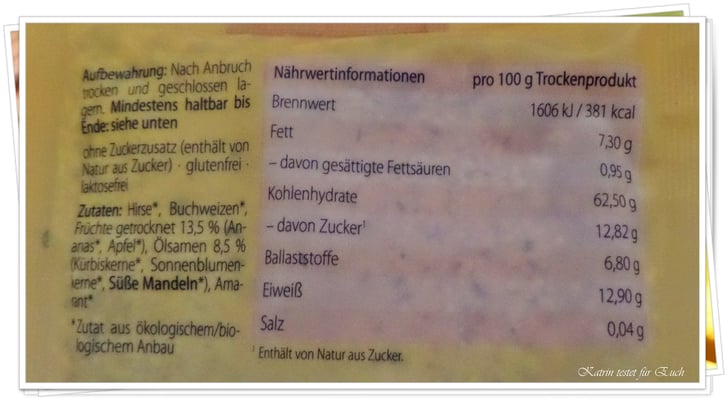 Aufbewahrung: Nach Anbruch
trocken und geschlossen la-
gern. Mindestens haltbar bis
Ende: siehe unten
ohne Zuckerzusatz (enthält von
Natur aus Zucker) · glutenfrei ·
laktosefrei
Zutaten: Hirse*, Buchweizen*,
Früchte getrocknet 13,5 % (An-
anas*, Apfel*), Ölsamen 8,5 %
(Kürbiskerne*, Sonnenblumen-
kerne*, Süße Mandeln*), Ama-
rant*
*Zutat aus ökologischem/bio-
logischem Anbau
Nährwertinformationen pro 100 g Trockenprodukt
Brennwert 1606 kJ / 381 kcal
Fett 7,30 g
– davon gesättigte Fettsäuren 0,95 g
Kohlenhydrate 62,50 g
– davon Zucker¹ 12,82 g
Ballaststoffe 6,80 g
Eiweiß 12,90 g
Salz 0,04 g
¹ Enthält von Natur aus Zucker.
Katrin testet für Euch